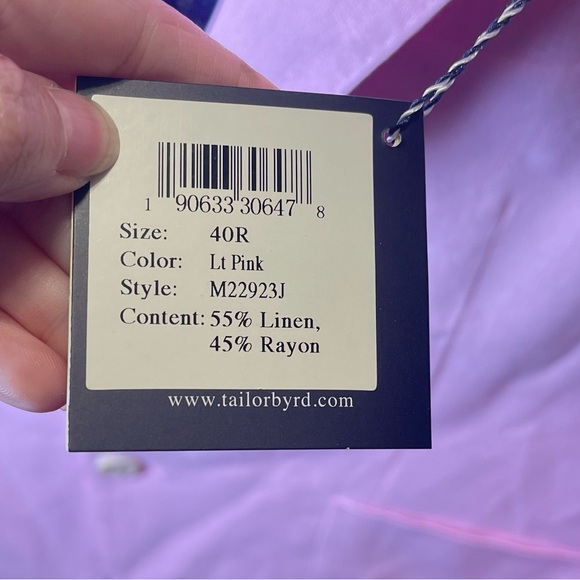 1 90633 30647 8
Size: 40R
Color: Lt Pink
Style: M22923J
Content: 55% Linen,
45% Rayon
www.tailorbyrd.com